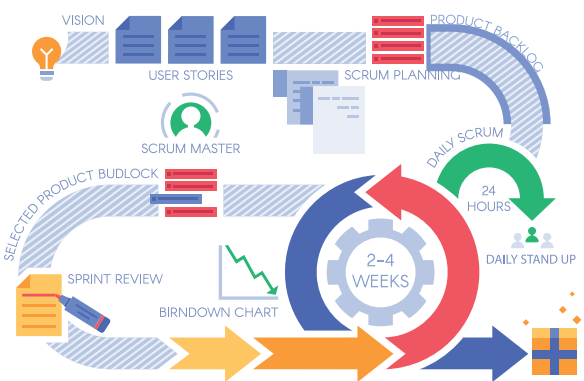 VISION
USER STORIES
PRODUCT BACKLOG
SCRUM PLANNING
SCRUM MASTER
DAILY SCRUM
24
HOURS
DAILY STAND UP
SELECTED PRODUCT BUDLOCK
SPRINT REVIEW
BIRNDOWN CHART
2-4
WEEKS